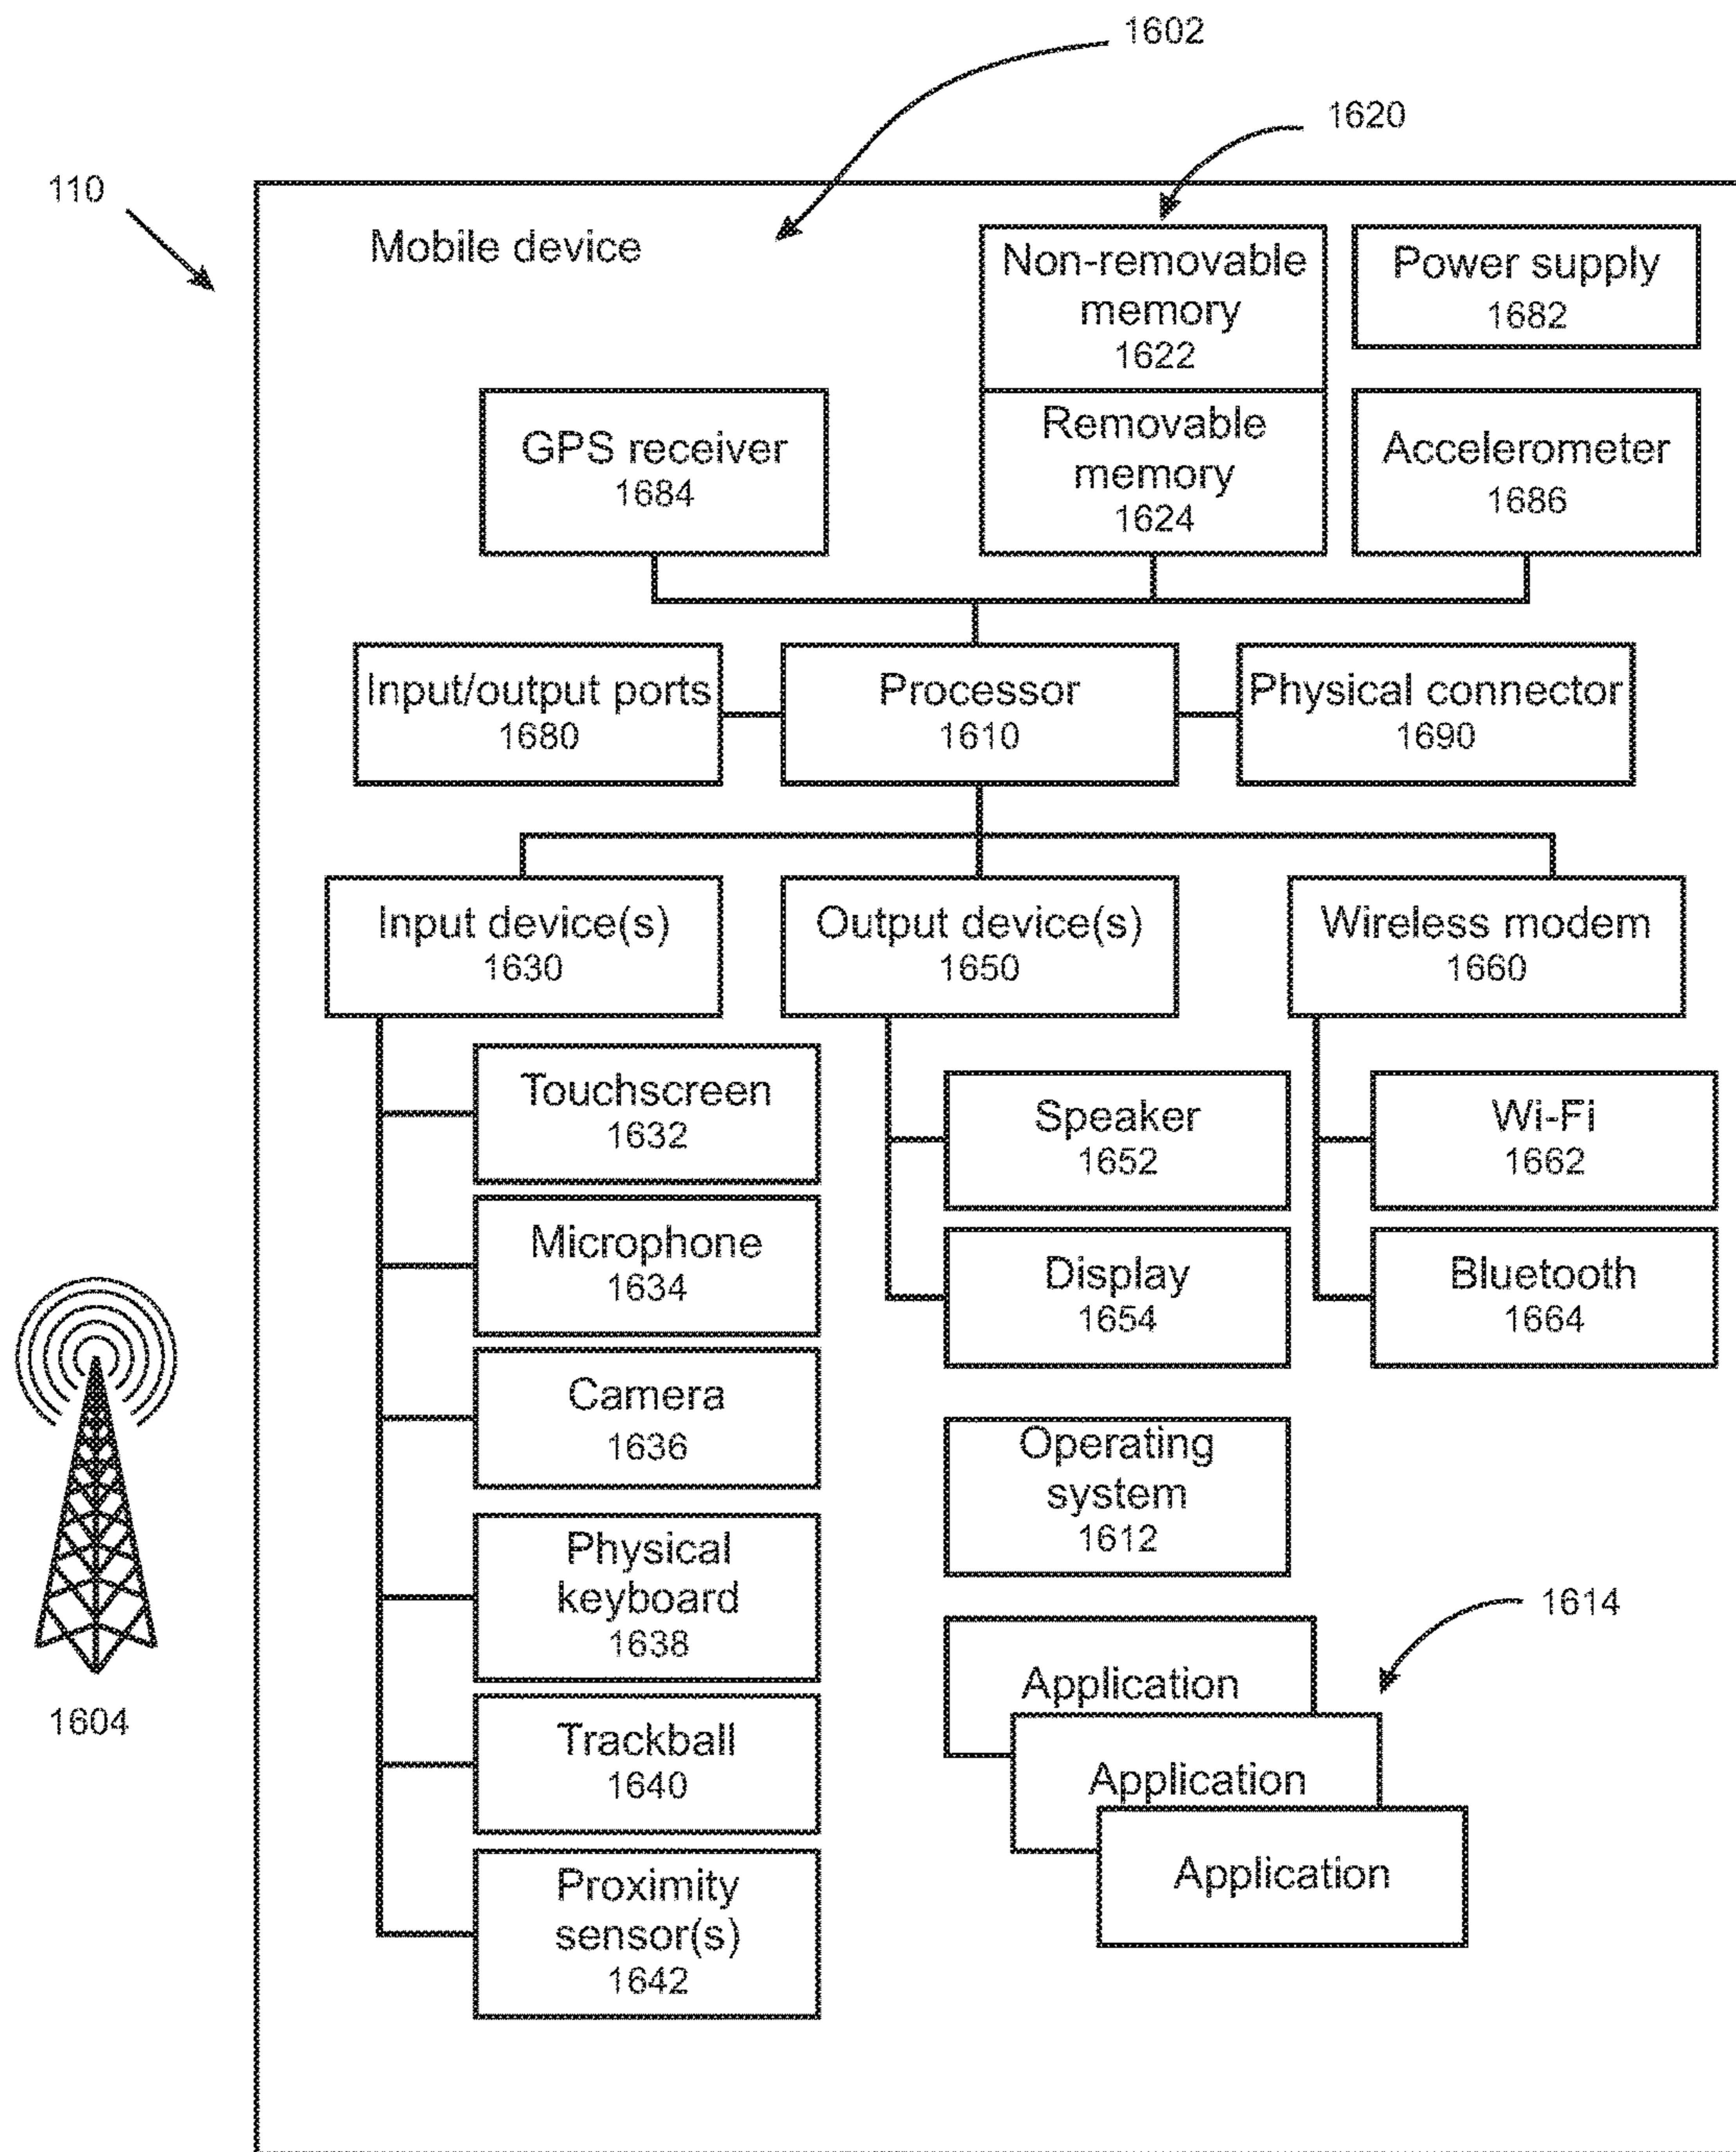 1602
1620
110
Mobile device
Non-removable
memory
1622
Power supply
1682
GPS receiver
1684
Removable
memory
1624
Accelerometer
1686
Input/output ports
1680
Processor
1610
Physical connector
1690
Input device(s)
1630
Output device(s)
1650
Wireless modem
1660
Touchscreen
1632
Microphone
1634
Camera
1636
Physical
keyboard
1638
Trackball
1640
Proximity
sensor(s)
1642
Speaker
1652
Display
1654
Wi-Fi
1662
Bluetooth
1664
Operating
system
1612
1614
Application
Application
Application
1604